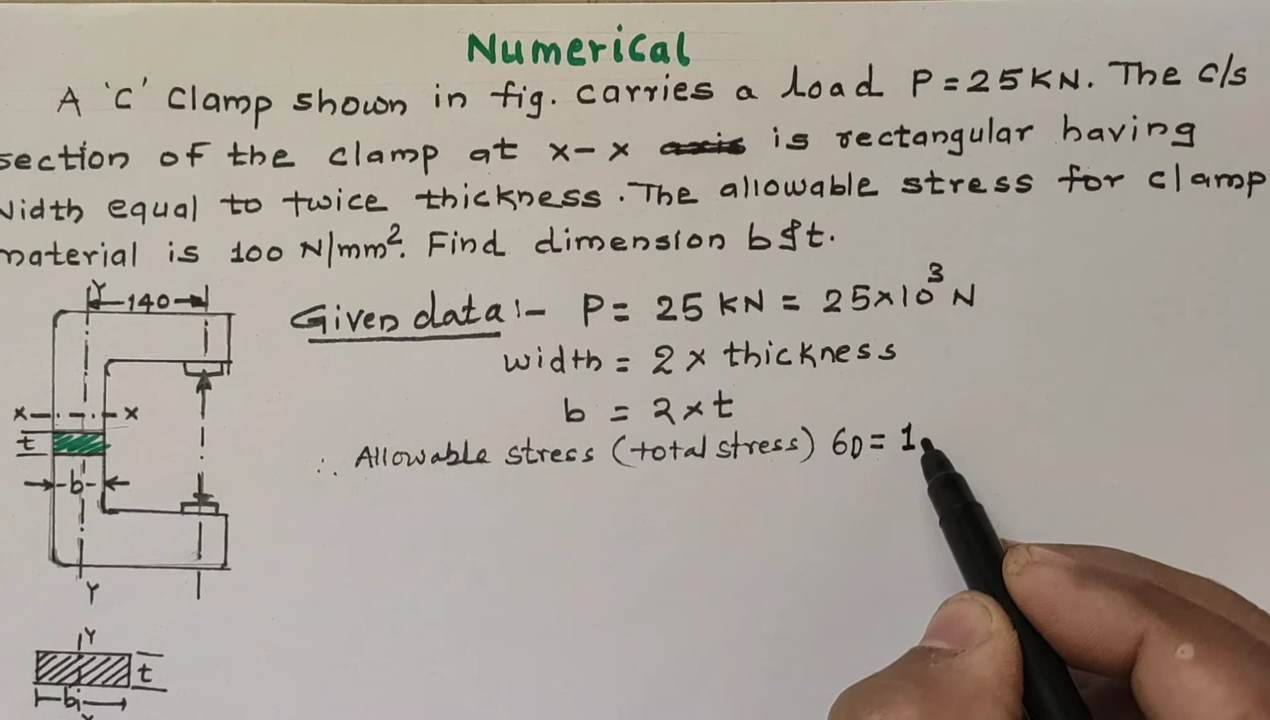 Numerical
A 'C' Clamp shown in fig. carries a load P=25KN. The c/s
section of the clamp at x-x is rectangular having
Width equal to twice thickness. The allowable stress for clamp
material is 100 N/mm². Find dimension b&t.
Given data :- P = 25 KN = 25×10³ N
width = 2 × thickness
b = 2×t
∴ Allowable stress (total stress) σD = 1
Y
140
X X
t
b
Y
Y
t
b